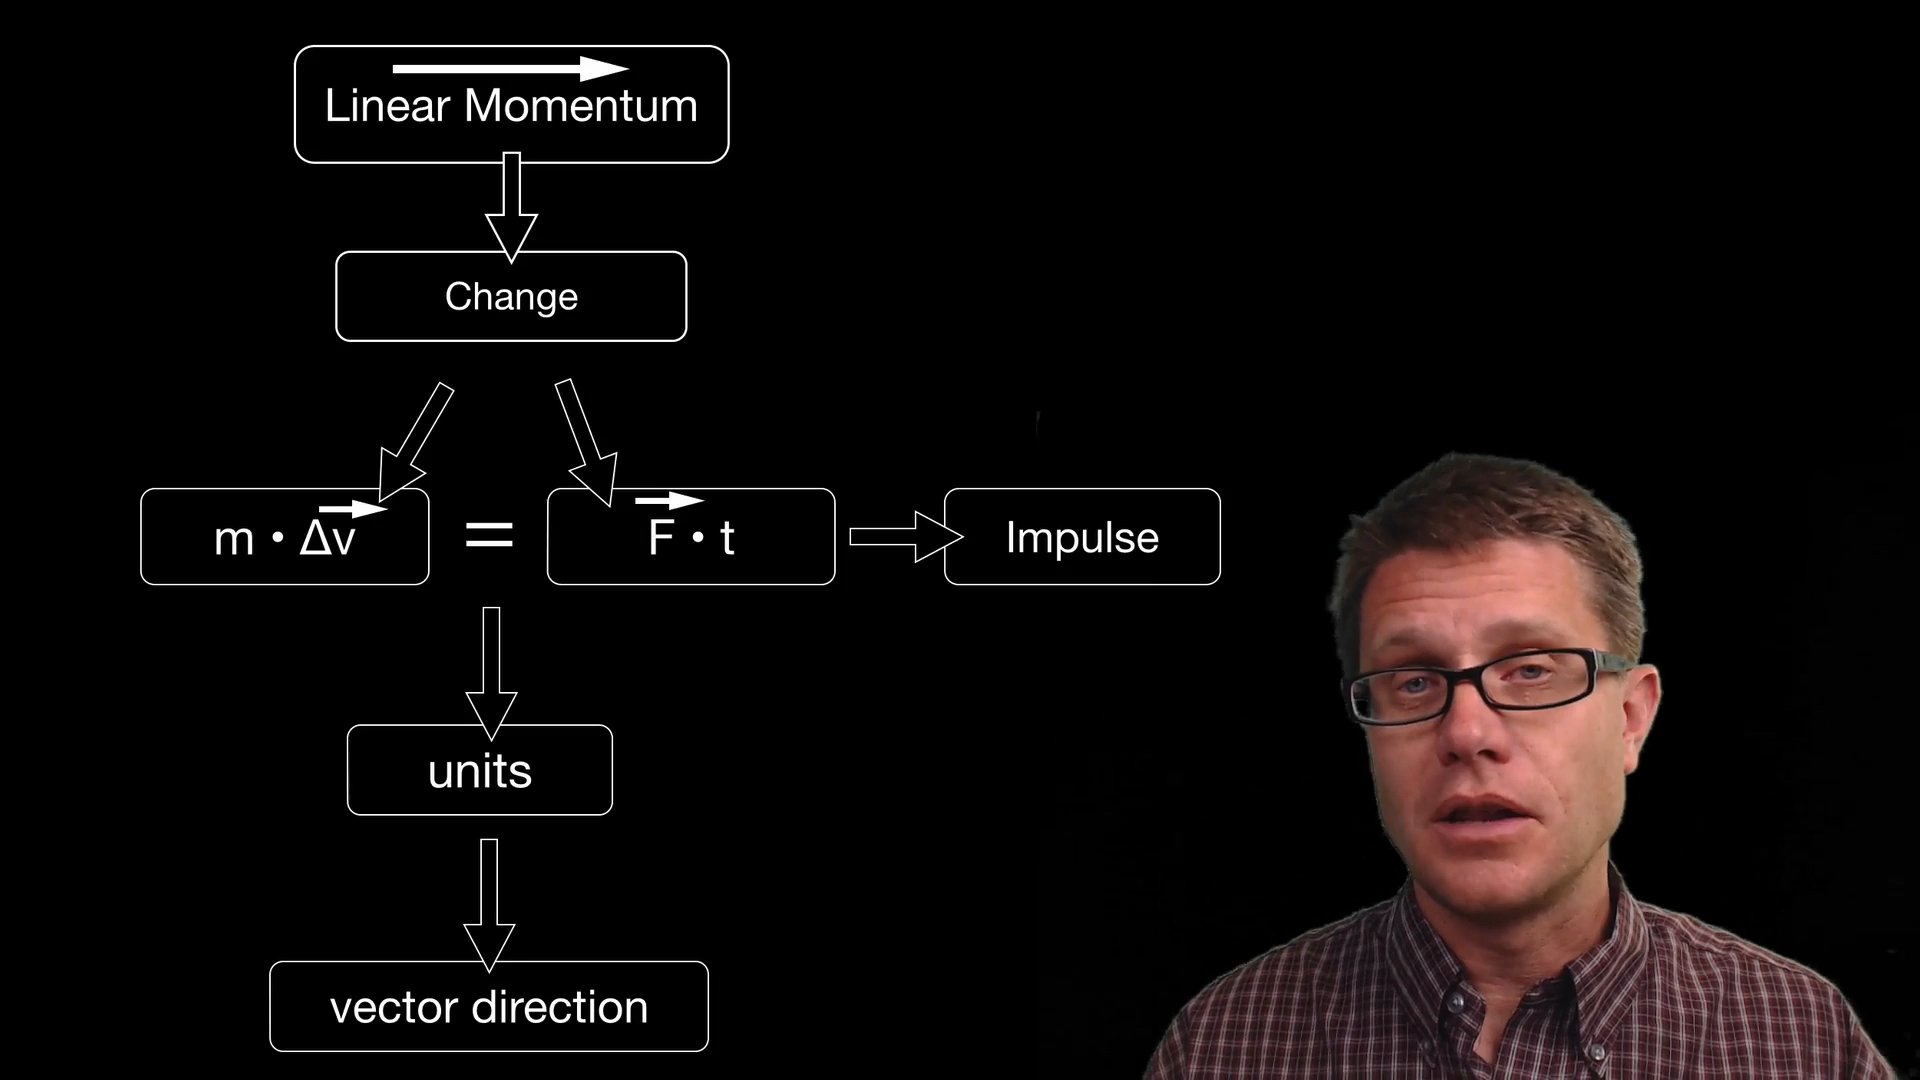 Linear Momentum
Change
m • Δv = F • t
Impulse
units
vector direction